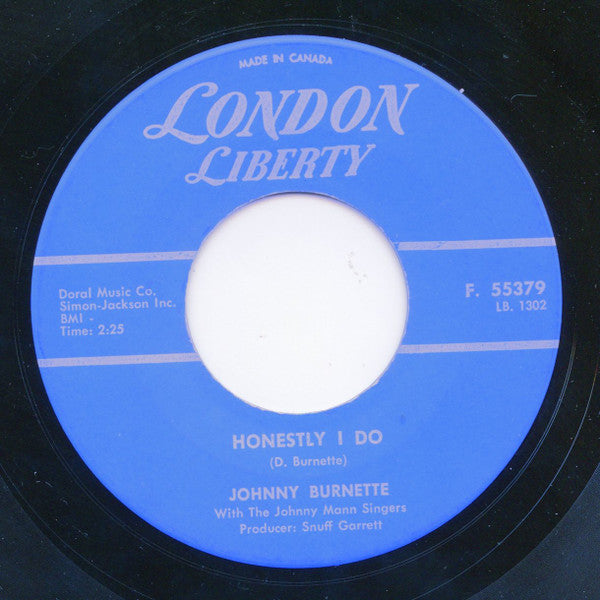 MADE IN CANADA
LONDON
LIBERTY
Doral Music Co.
Simon-Jackson Inc.
BMI -
Time: 2:25
F. 55379
LB. 1302
HONESTLY I DO
(D. Burnette)
JOHNNY BURNETTE
With The Johnny Mann Singers
Producer: Snuff Garrett